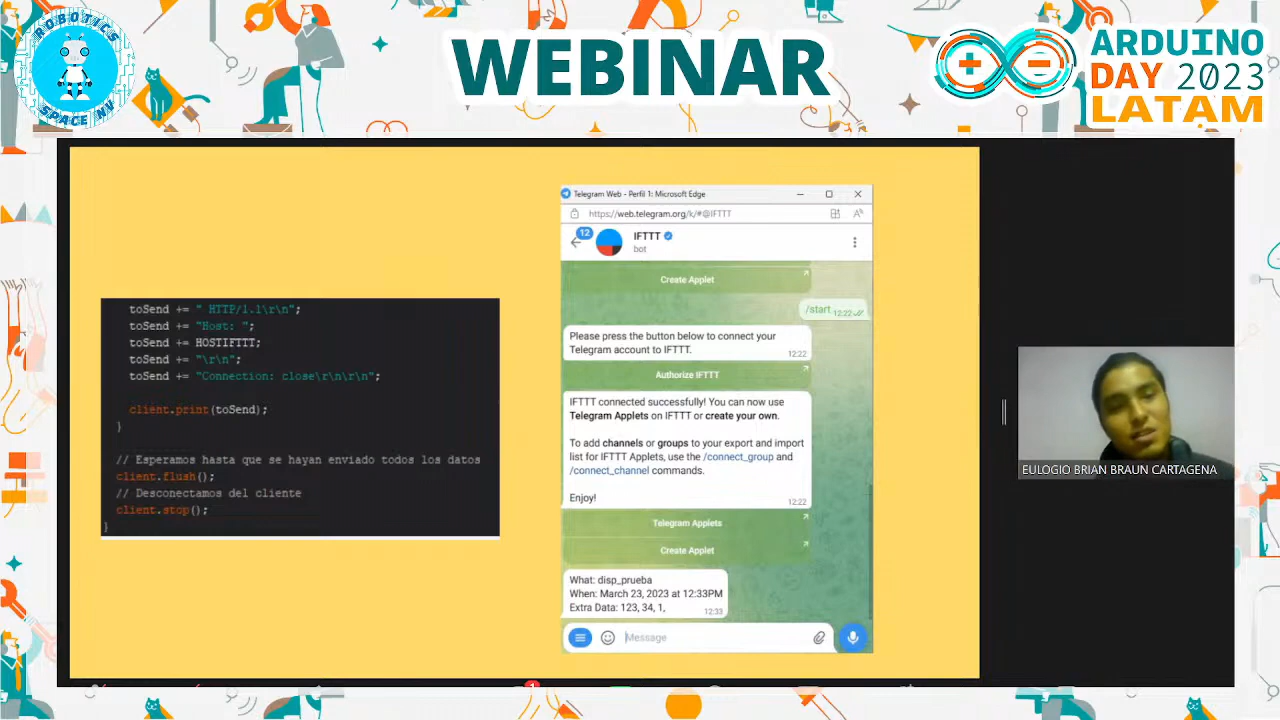 ROBOTICS
SPACE NV
WEBINAR
ARDUINO
DAY 2023
LATAM
toSend += " HTTP/1.1\r\n";
toSend += "Host: ";
toSend += HOSTIFTTT;
toSend += "\r\n";
toSend += "Connection: close\r\n\r\n";
client.print(toSend);
}
// Esperamos hasta que se hayan enviado todos los datos
client.flush();
// Desconectamos del cliente
client.stop();
}
Telegram Web - Perfil 1: Microsoft Edge
https://web.telegram.org/k/#@IFTTT
12
IFTTT
bot
Create Applet
/start 12:22
Please press the button below to connect your
Telegram account to IFTTT.
12:22
Authorize IFTTT
IFTTT connected successfully! You can now use
Telegram Applets on IFTTT or create your own.
To add channels or groups to your export and import
list for IFTTT Applets, use the /connect_group and
/connect_channel commands.
Enjoy!
12:22
Telegram Applets
Create Applet
What: disp_prueba
When: March 23, 2023 at 12:33PM
Extra Data: 123, 34, 1,
12:33
Message
EULOGIO BRIAN BRAUN CARTAGENA
1